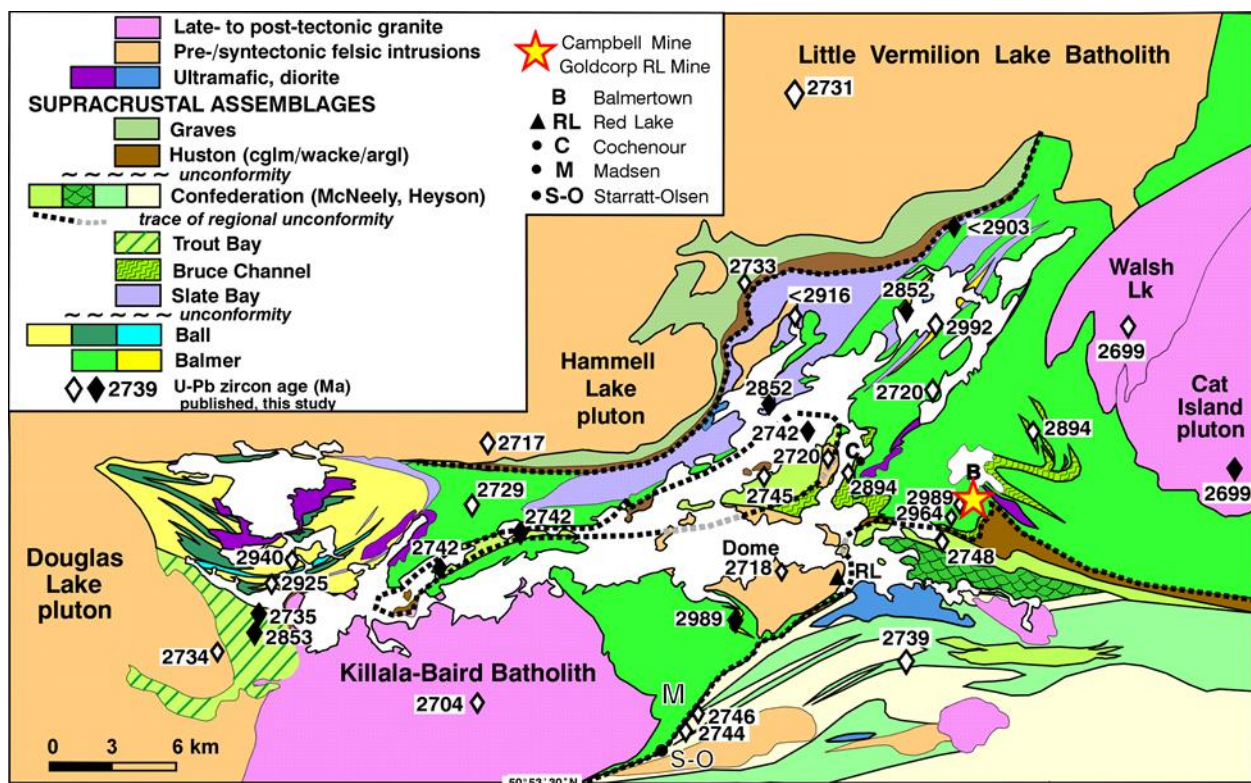 Late- to post-tectonic granite
Pre-/syntectonic felsic intrusions
Ultramafic, diorite
SUPRACRUSTAL ASSEMBLAGES
Graves
Huston (cglm/wacke/argl)
unconformity
Confederation (McNeely, Heyson)
trace of regional unconformity
Trout Bay
Bruce Channel
Slate Bay
unconformity
Ball
Balmer
2739 U-Pb zircon age (Ma)
published, this study
Campbell Mine
Goldcorp RL Mine
B Balmertown
RL Red Lake
C Cochenour
M Madsen
S-O Starratt-Olsen
Little Vermilion Lake Batholith
2731
<2903
2733
<2916
2852
2992
Walsh
Lk
2699
Hammell
Lake
pluton
2852
2720
Cat
Island
pluton
2717
2742
2894
2720
C
2699
2729
2745
2894
B
2989
2964
2742
2748
2742
2940
Douglas
Lake
pluton
2925
Dome
2718
RL
2735
2853
2989
2734
2739
Killala-Baird Batholith
2704
M
2746
2744
S-O
0 3 6 km
50°53'30"N